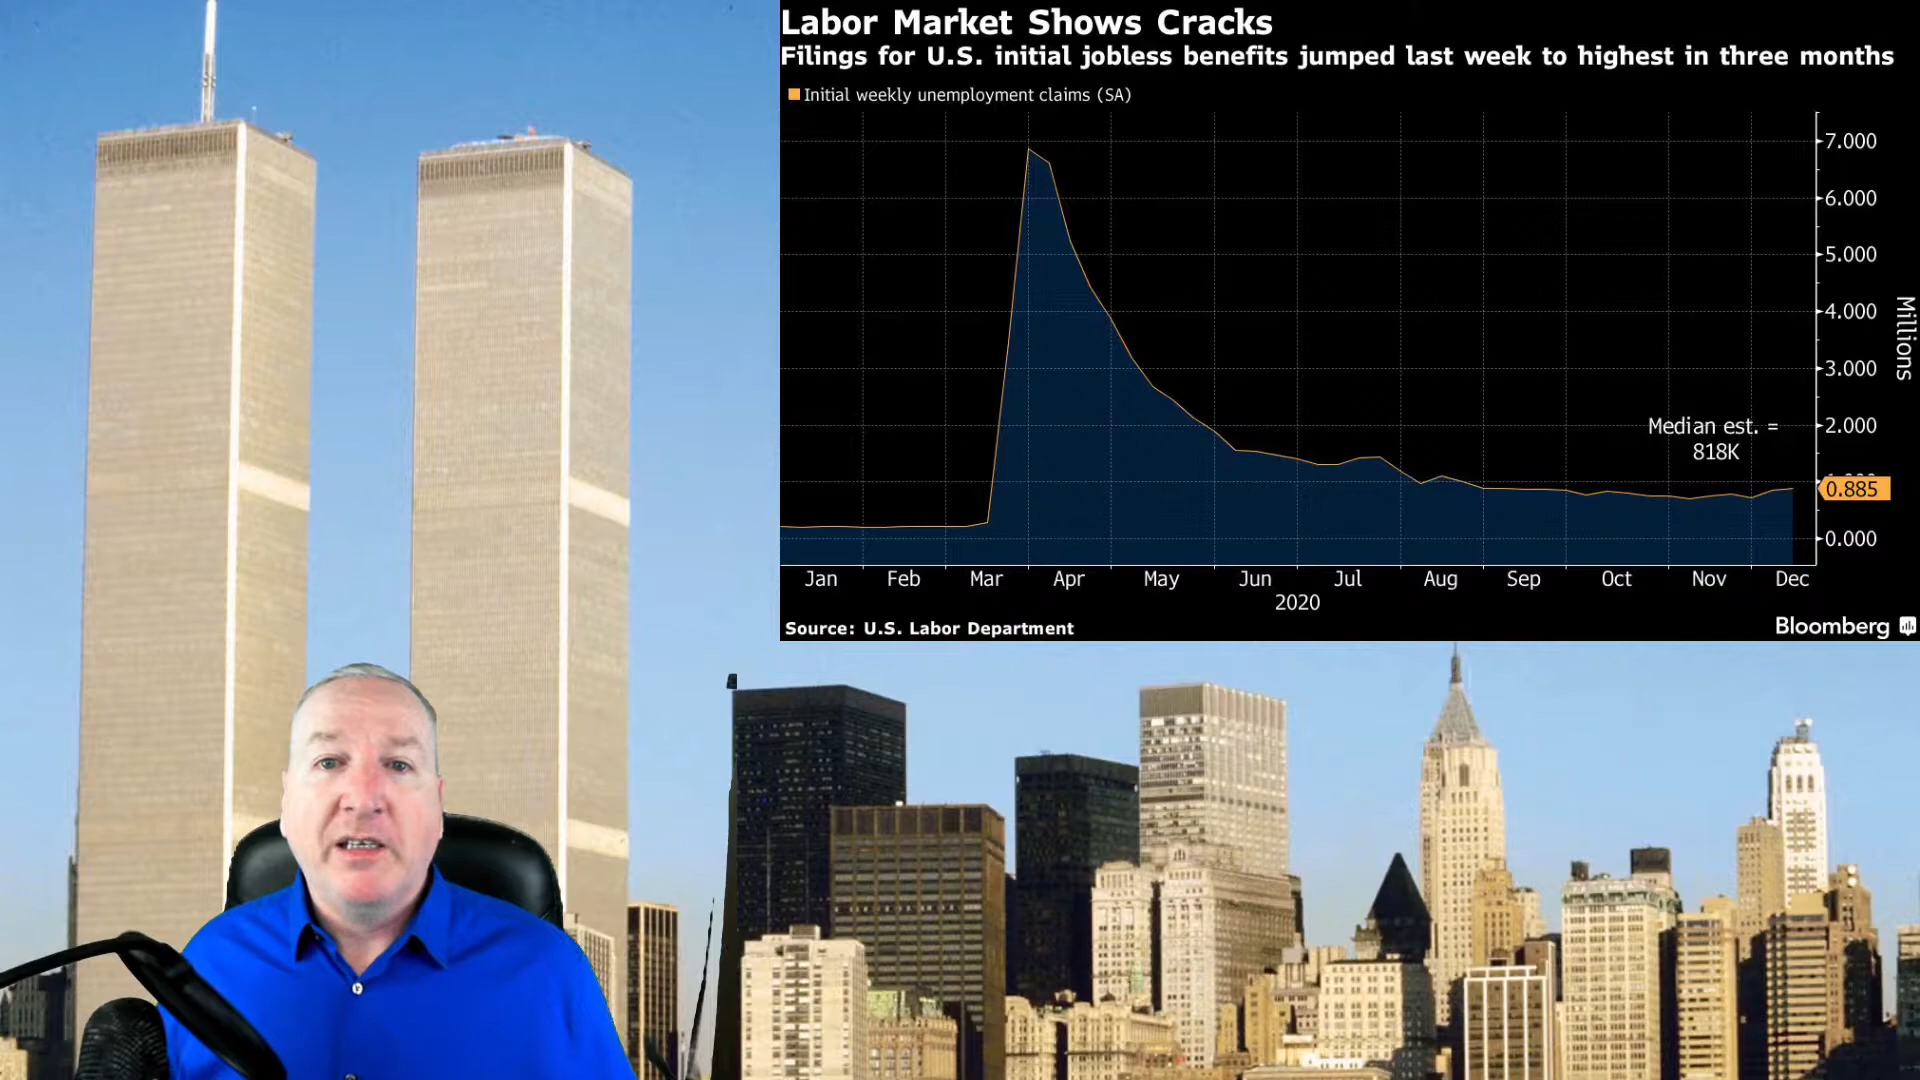 Labor Market Shows Cracks
Filings for U.S. initial jobless benefits jumped last week to highest in three months
Initial weekly unemployment claims (SA)
7.000
6.000
5.000
4.000
3.000
2.000
0.885
0.000
Millions
Median est. =
818K
Jan Feb Mar Apr May Jun Jul Aug Sep Oct Nov Dec
2020
Source: U.S. Labor Department
Bloomberg